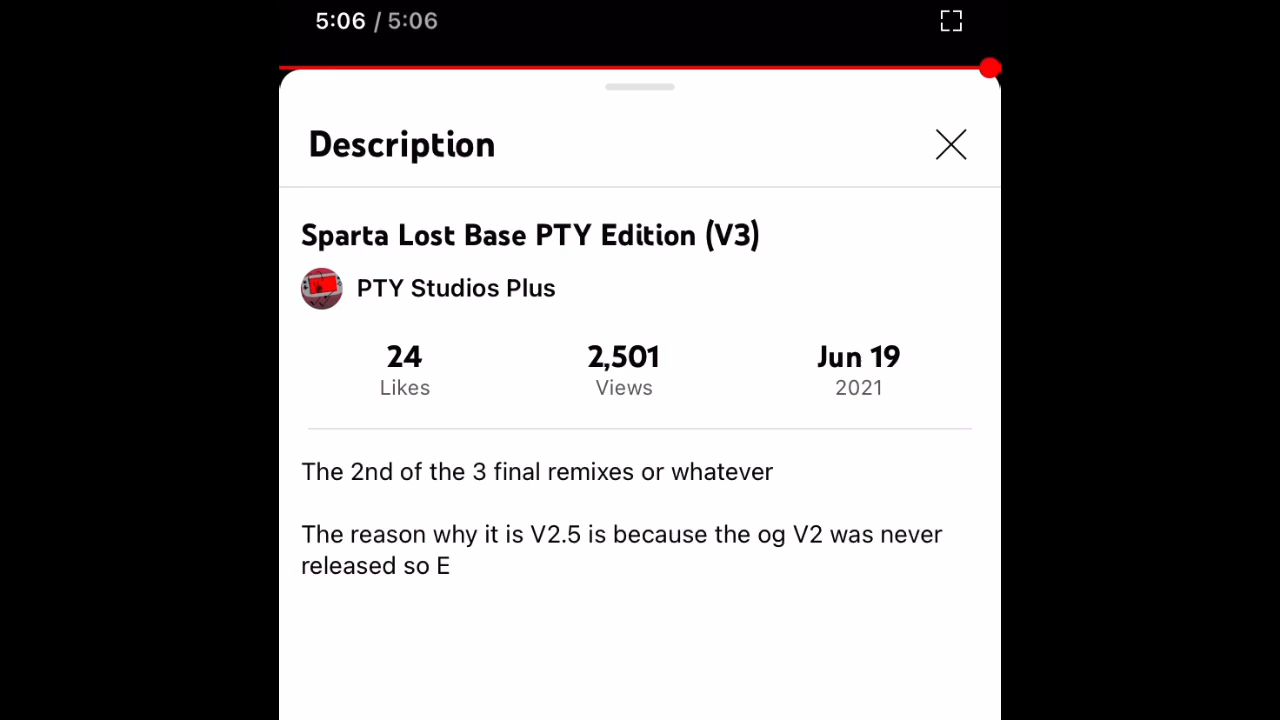 5:06 / 5:06
Description
Sparta Lost Base PTY Edition (V3)
PTY Studios Plus
24 2,501 Jun 19
Likes Views 2021
The 2nd of the 3 final remixes or whatever
The reason why it is V2.5 is because the og V2 was never
released so E